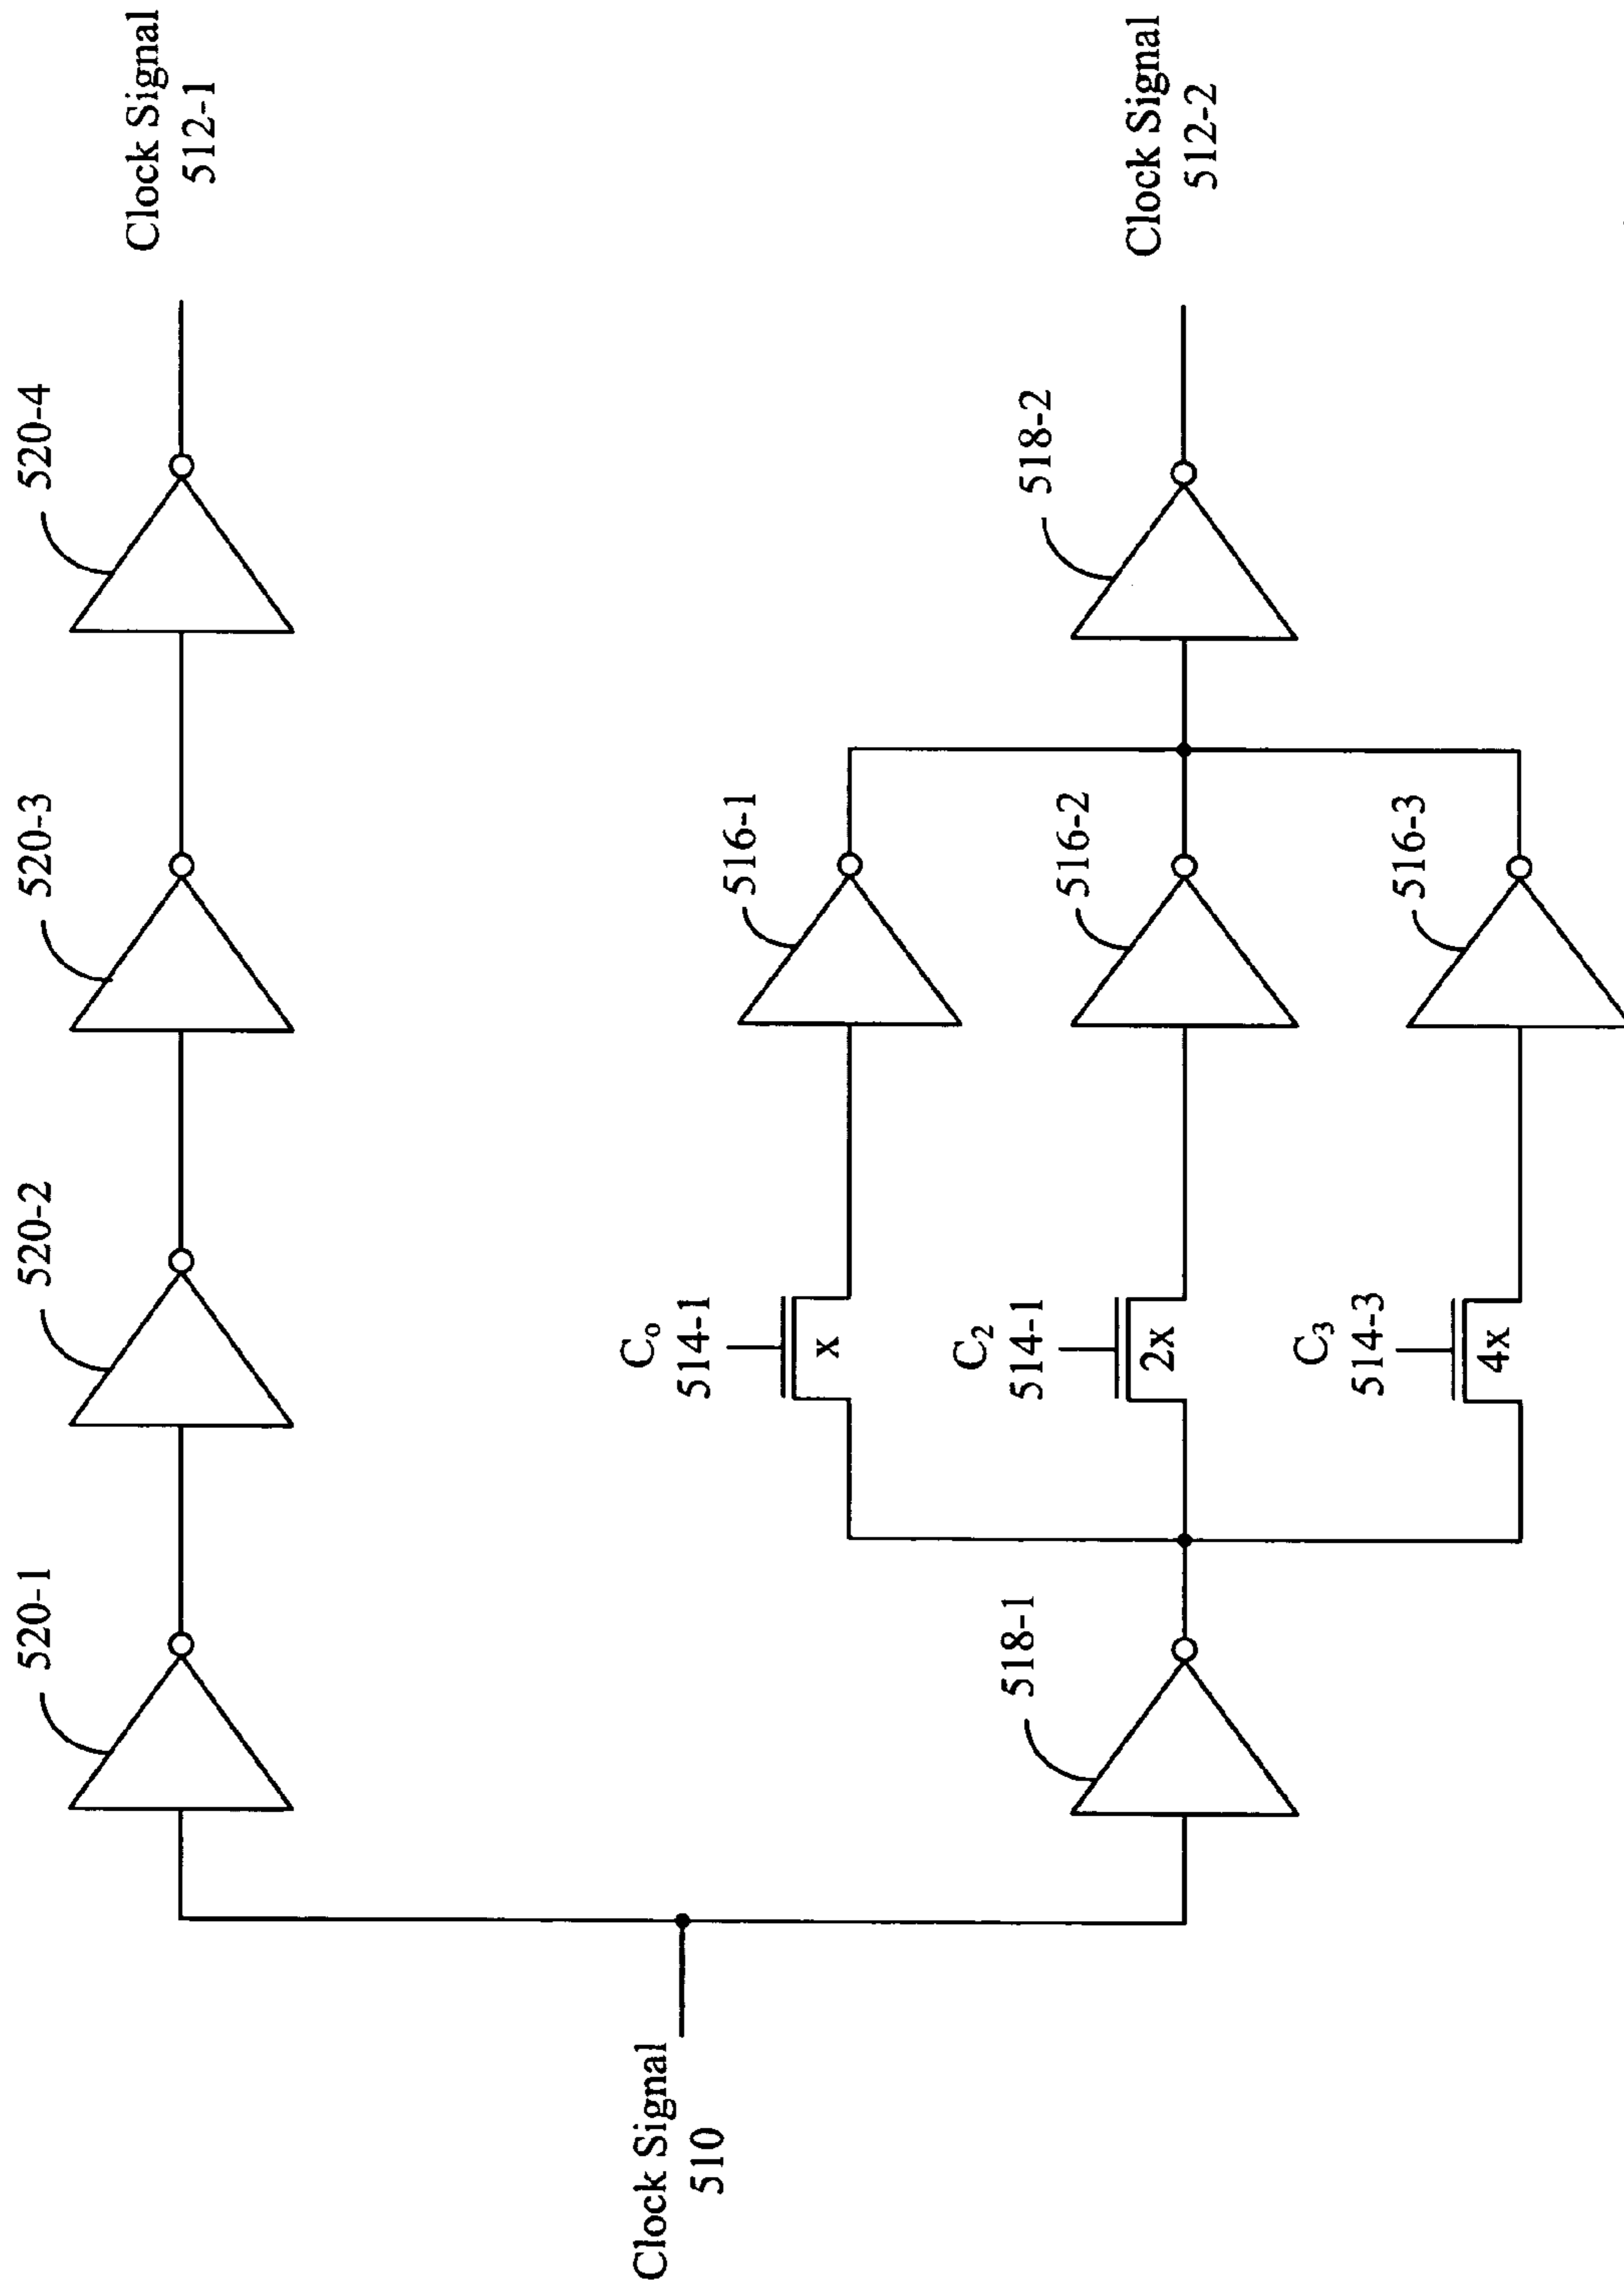 520-1
520-2
520-3
520-4
Clock Signal
512-1
Clock Signal
510
518-1
C₀
514-1
x
516-1
C₂
514-1
2x
516-2
518-2
Clock Signal
512-2
C₃
514-3
4x
516-3